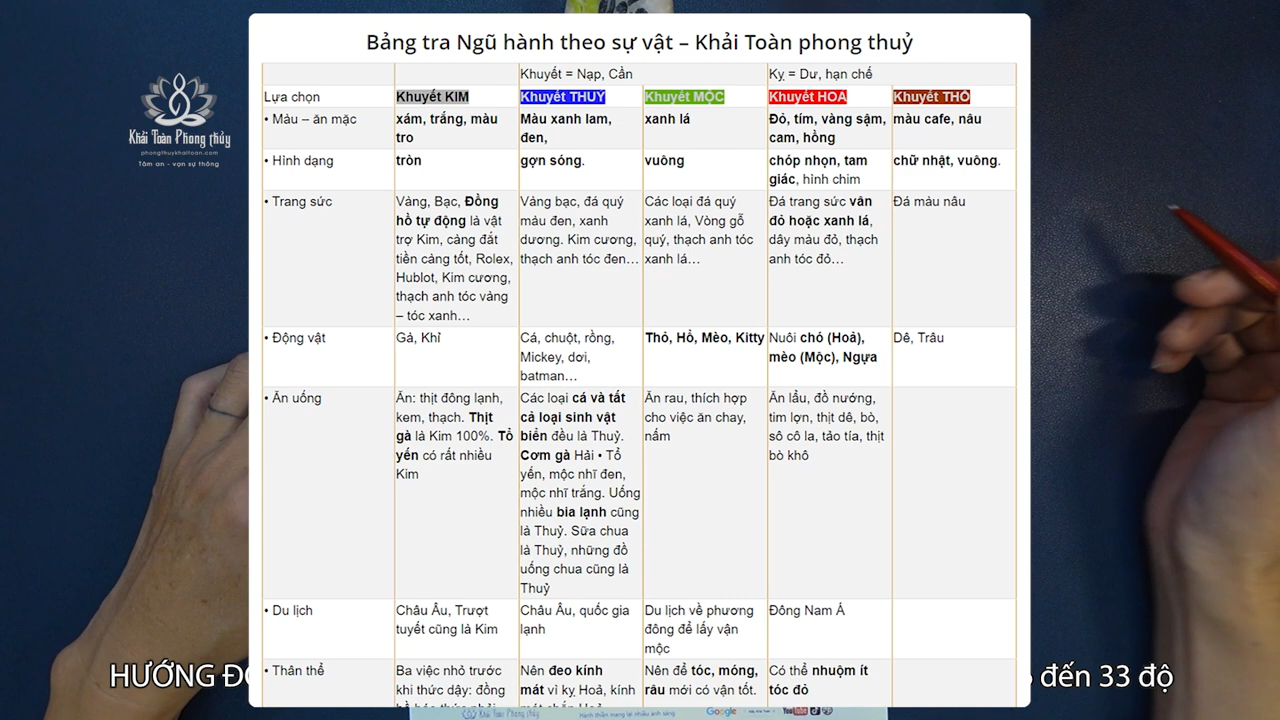 Bảng tra Ngũ hành theo sự vật – Khải Toàn phong thuỷ
Khuyết = Nạp, Cần
Kỵ = Dư, hạn chế
Lựa chọn
Khuyết KIM
Khuyết THUỶ
Khuyết MỘC
Khuyết HOẢ
Khuyết THỔ
• Màu – ăn mặc
xám, trắng, màu
tro
Màu xanh lam,
đen,
xanh lá
Đỏ, tím, vàng sậm,
cam, hồng
màu cafe, nâu
• Hình dạng
tròn
gợn sóng.
vuông
chóp nhọn, tam
giác, hình chim
chữ nhật, vuông.
• Trang sức
Vàng, Bạc, Đồng
hồ tự động là vật
trợ Kim, càng đắt
tiền càng tốt, Rolex,
Hublot, Kim cương,
thạch anh tóc vàng
– tóc xanh…
Vàng bạc, đá quý
màu đen, xanh
dương. Kim cương,
thạch anh tóc đen…
Các loại đá quý
xanh lá, Vòng gỗ
quý, thạch anh tóc
xanh lá…
Đá trang sức vân
đỏ hoặc xanh lá,
dây màu đỏ, thạch
anh tóc đỏ…
Đá màu nâu
• Động vật
Gà, Khỉ
Cá, chuột, rồng,
Mickey, dơi,
batman…
Thỏ, Hổ, Mèo, Kitty
Nuôi chó (Hoả),
mèo (Mộc), Ngựa
Dê, Trâu
• Ăn uống
Ăn: thịt đông lạnh,
kem, thạch. Thịt
gà là Kim 100%. Tổ
yến có rất nhiều
Kim
Các loại cá và tất
cả loại sinh vật
biển đều là Thuỷ.
Cơm gà Hải • Tổ
yến, mộc nhĩ đen,
mộc nhĩ trắng. Uống
nhiều bia lạnh cũng
là Thuỷ. Sữa chua
là Thuỷ, những đồ
uống chua cũng là
Thuỷ
Ăn rau, thích hợp
cho việc ăn chay,
nấm
Ăn lẩu, đồ nướng,
tim lợn, thịt dê, bò,
sô cô la, tảo tía, thịt
bò khô
• Du lịch
Châu Âu, Trượt
tuyết cũng là Kim
Châu Âu, quốc gia
lạnh
Du lịch về phương
đông để lấy vận
mộc
Đông Nam Á
• Thân thể
Ba việc nhỏ trước
khi thức dậy: đồng
Nên đeo kính
mát vì kỵ Hoả, kính
Nên để tóc, móng,
râu mới có vận tốt.
Có thể nhuộm ít
tóc đỏ
Khải Toàn Phong thủy
phongthuykhaitoan.com
Tâm an - vạn sự thông
HƯỚNG
đến 33 độ
Khải Toàn Phong thủy
Google
YouTube